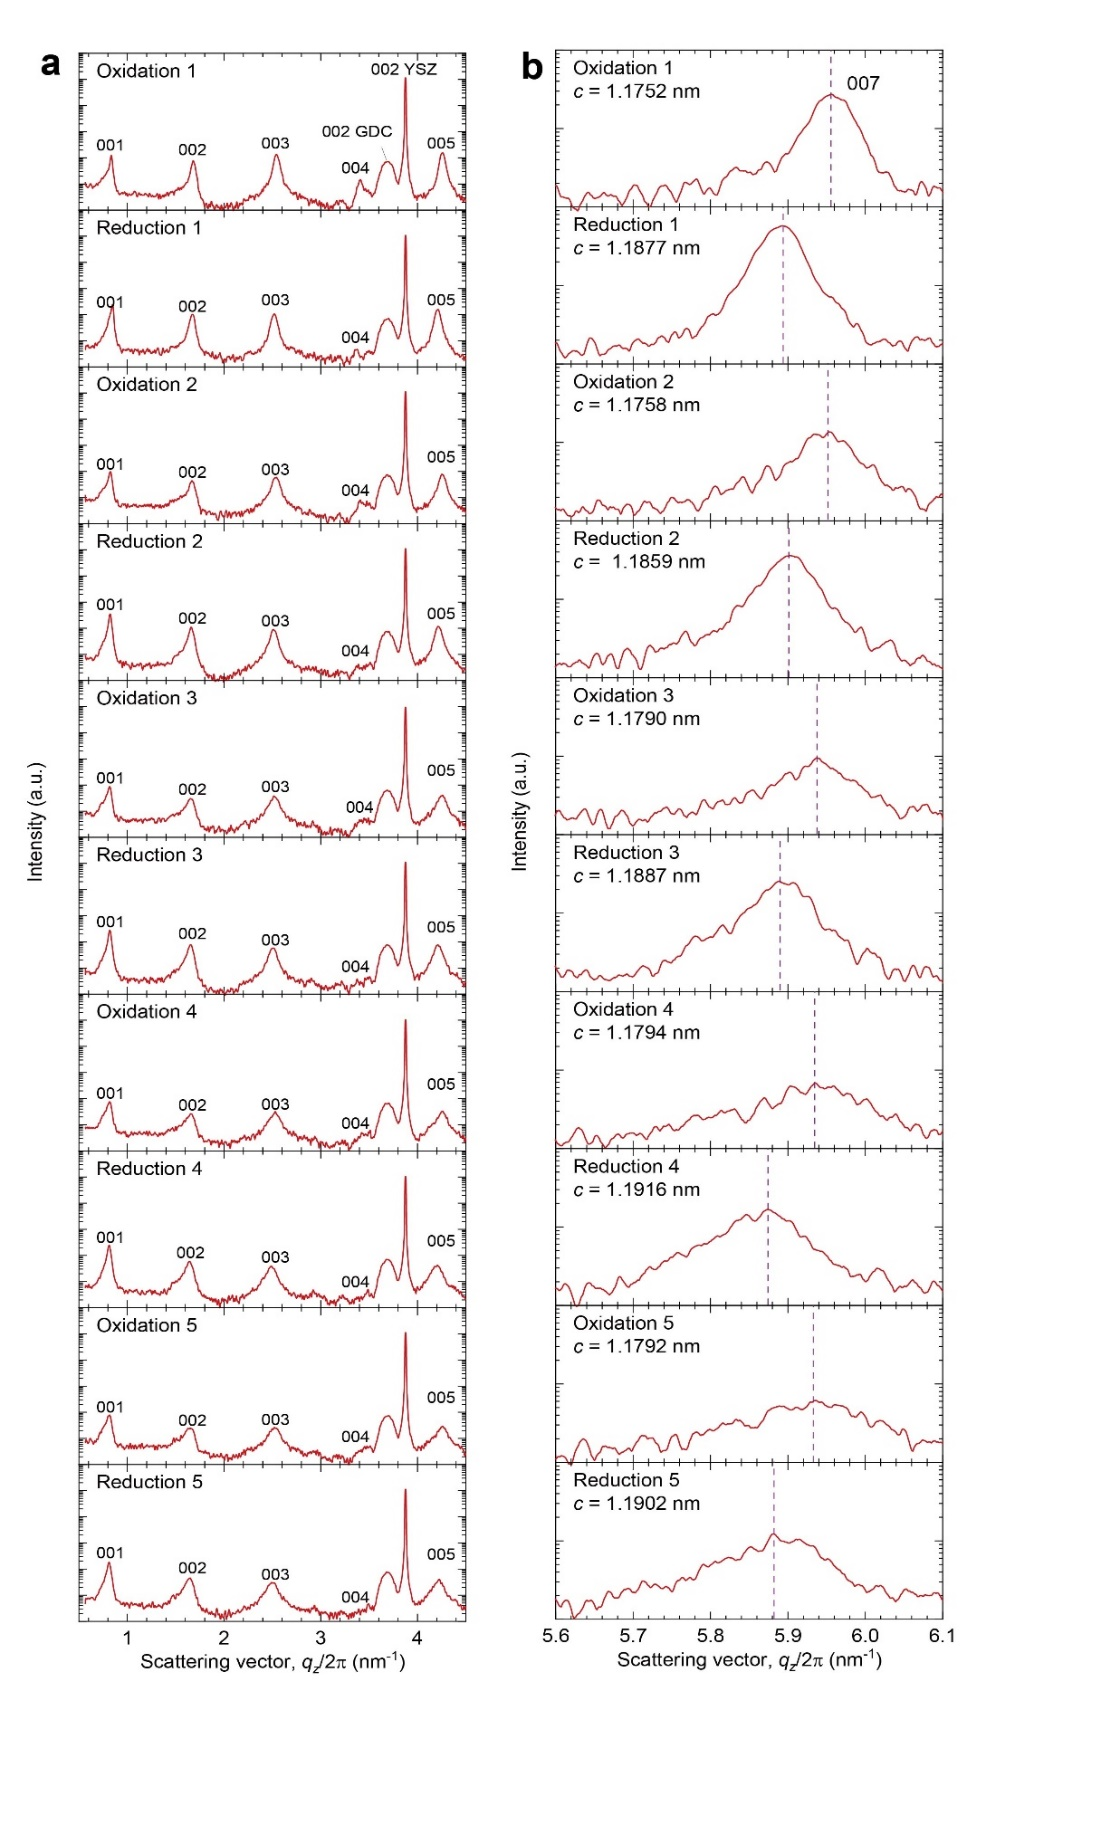 a
Intensity (a.u.)
Oxidation 1
001
002
003
004
002 GDC
002 YSZ
005
Reduction 1
001
002
003
004
005
Oxidation 2
001
002
003
004
005
Reduction 2
001
002
003
004
005
Oxidation 3
001
002
003
004
005
Reduction 3
001
002
003
004
005
Oxidation 4
001
002
003
004
005
Reduction 4
001
002
003
004
005
Oxidation 5
001
002
003
004
005
Reduction 5
001
002
003
004
005
1 2 3 4
Scattering vector, qz/2π (nm-1)
b
Intensity (a.u.)
Oxidation 1
c = 1.1752 nm
007
Reduction 1
c = 1.1877 nm
Oxidation 2
c = 1.1758 nm
Reduction 2
c = 1.1859 nm
Oxidation 3
c = 1.1790 nm
Reduction 3
c = 1.1887 nm
Oxidation 4
c = 1.1794 nm
Reduction 4
c = 1.1916 nm
Oxidation 5
c = 1.1792 nm
Reduction 5
c = 1.1902 nm
5.6 5.7 5.8 5.9 6.0 6.1
Scattering vector, qz/2π (nm-1)